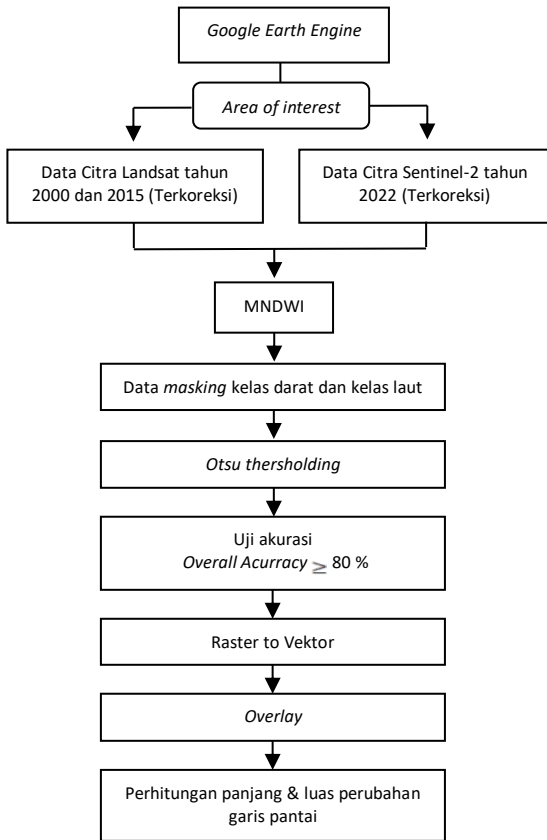 Google Earth Engine
Area of interest
Data Citra Landsat tahun
2000 dan 2015 (Terkoreksi)
Data Citra Sentinel-2 tahun
2022 (Terkoreksi)
MNDWI
Data masking kelas darat dan kelas laut
Otsu thersholding
Uji akurasi
Overall Acurracy ≥ 80 %
Raster to Vektor
Overlay
Perhitungan panjang & luas perubahan
garis pantai